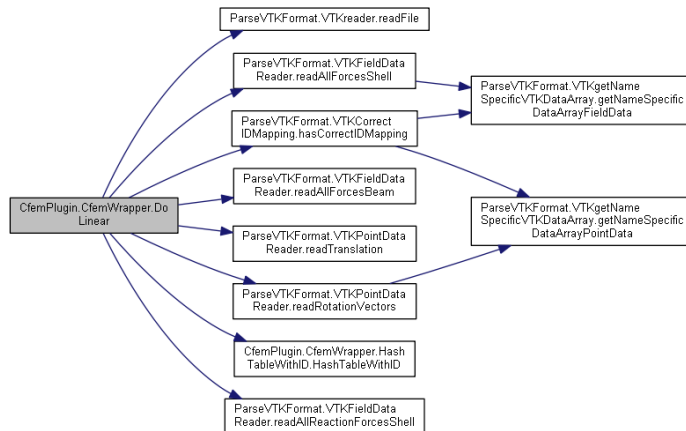 ParseVTKFormat.VTKreader.readFile
ParseVTKFormat.VTKFieldData
Reader.readAllForcesShell
ParseVTKFormat.VTKgetName
SpecificVTKDataArray.getNameSpecific
DataArrayFieldData
ParseVTKFormat.VTKCorrect
IDMapping.hasCorrectIDMapping
CfemPlugin.CfemWrapper.Do
Linear
ParseVTKFormat.VTKFieldData
Reader.readAllForcesBeam
ParseVTKFormat.VTKgetName
SpecificVTKDataArray.getNameSpecific
DataArrayPointData
ParseVTKFormat.VTKPointData
Reader.readTranslation
ParseVTKFormat.VTKPointData
Reader.readRotationVectors
CfemPlugin.CfemWrapper.Hash
TableWithID.HashTableWithID
ParseVTKFormat.VTKFieldData
Reader.readAllReactionForcesShell